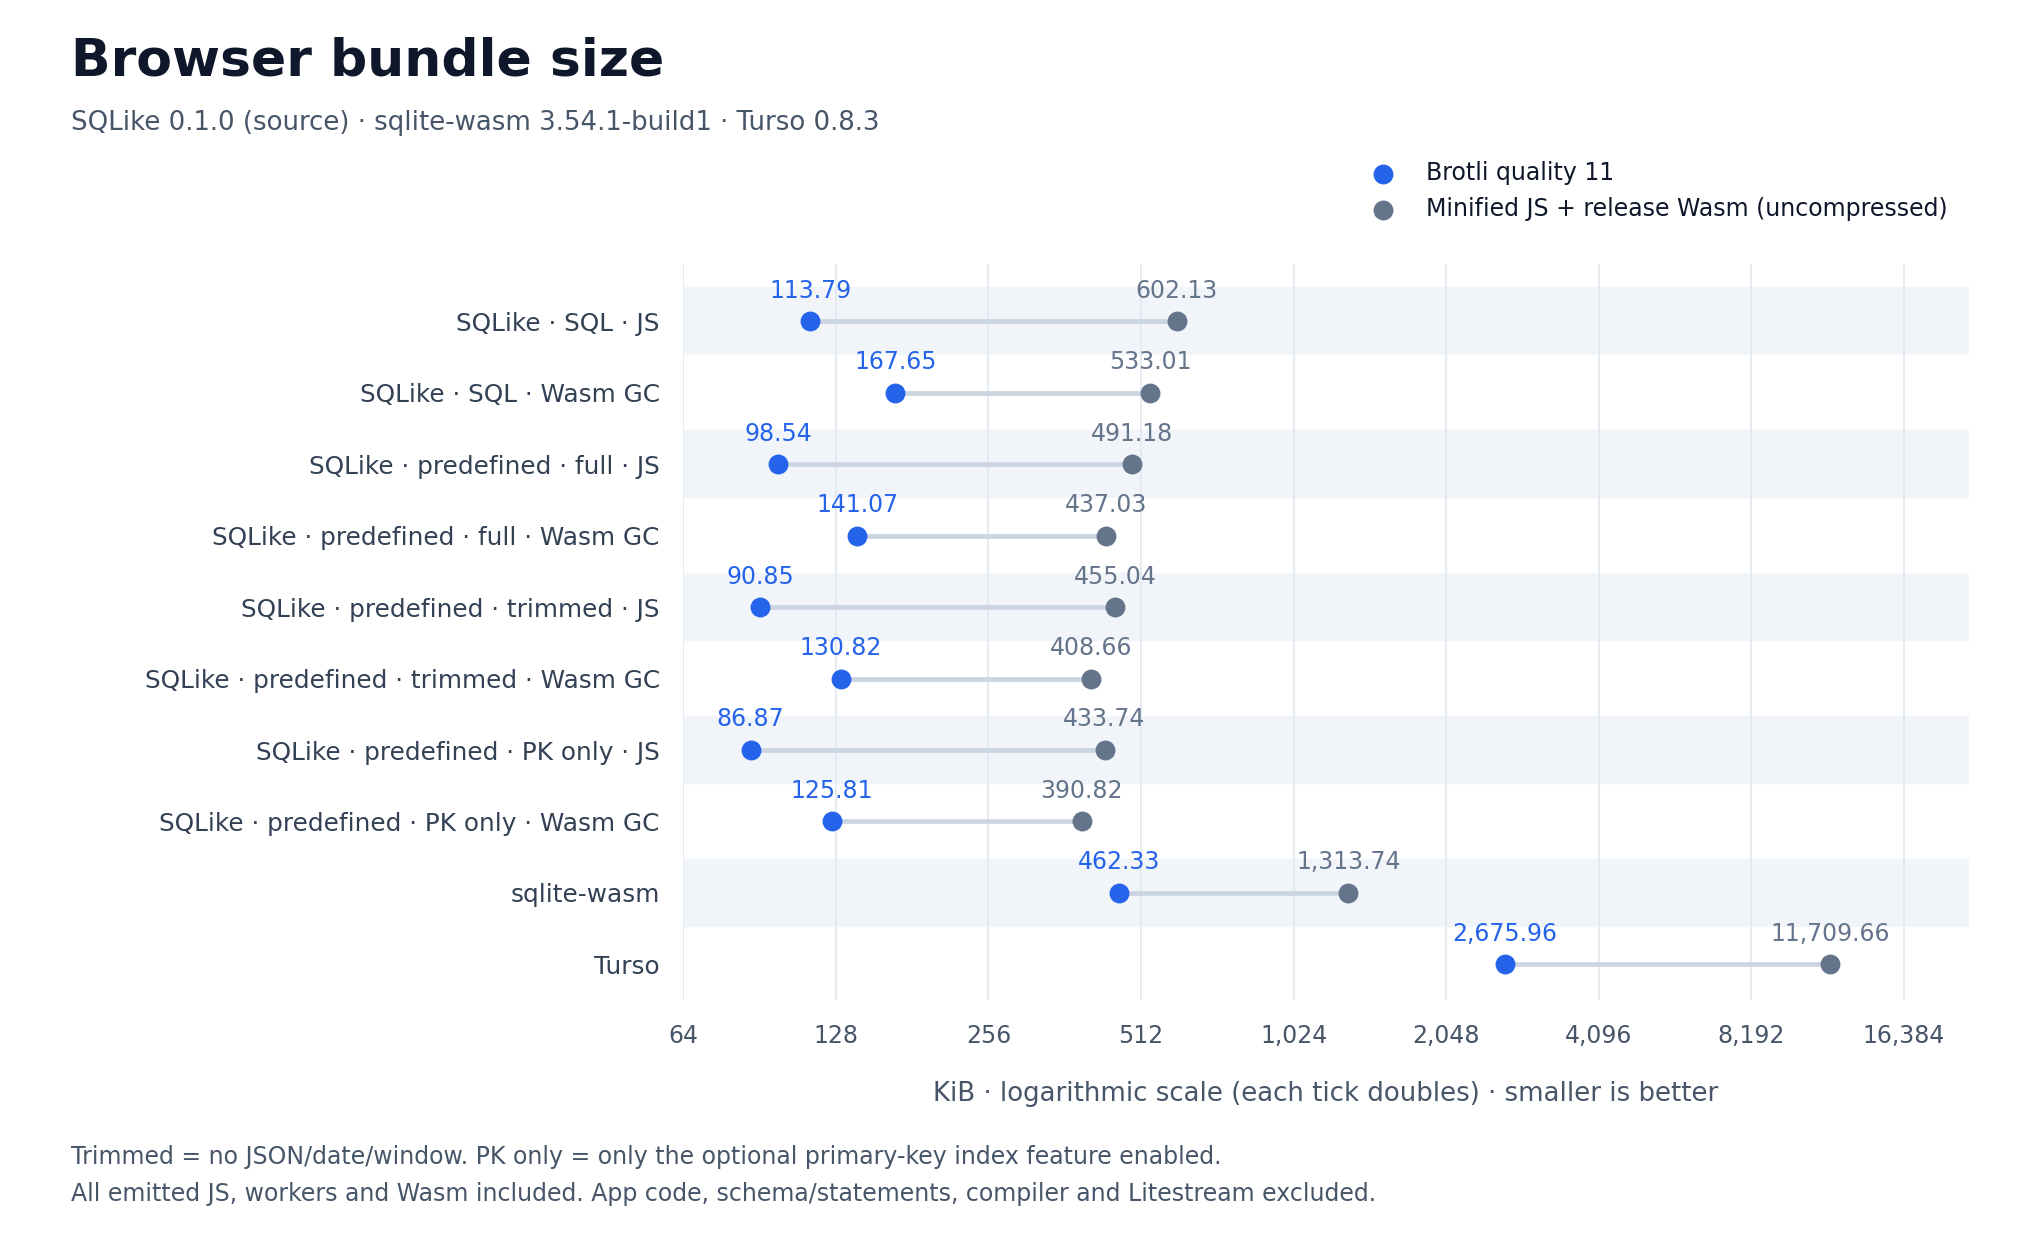 Browser bundle size
SQLike 0.1.0 (source) · sqlite-wasm 3.54.1-build1 · Turso 0.8.3
Brotli quality 11
Minified JS + release Wasm (uncompressed)
113.79 602.13
SQLike · SQL · JS
167.65 533.01
SQLike · SQL · Wasm GC
98.54 491.18
SQLike · predefined · full · JS
141.07 437.03
SQLike · predefined · full · Wasm GC
90.85 455.04
SQLike · predefined · trimmed · JS
130.82 408.66
SQLike · predefined · trimmed · Wasm GC
86.87 433.74
SQLike · predefined · PK only · JS
125.81 390.82
SQLike · predefined · PK only · Wasm GC
462.33 1,313.74
sqlite-wasm
2,675.96 11,709.66
Turso
64 128 256 512 1,024 2,048 4,096 8,192 16,384
KiB · logarithmic scale (each tick doubles) · smaller is better
Trimmed = no JSON/date/window. PK only = only the optional primary-key index feature enabled.
All emitted JS, workers and Wasm included. App code, schema/statements, compiler and Litestream excluded.